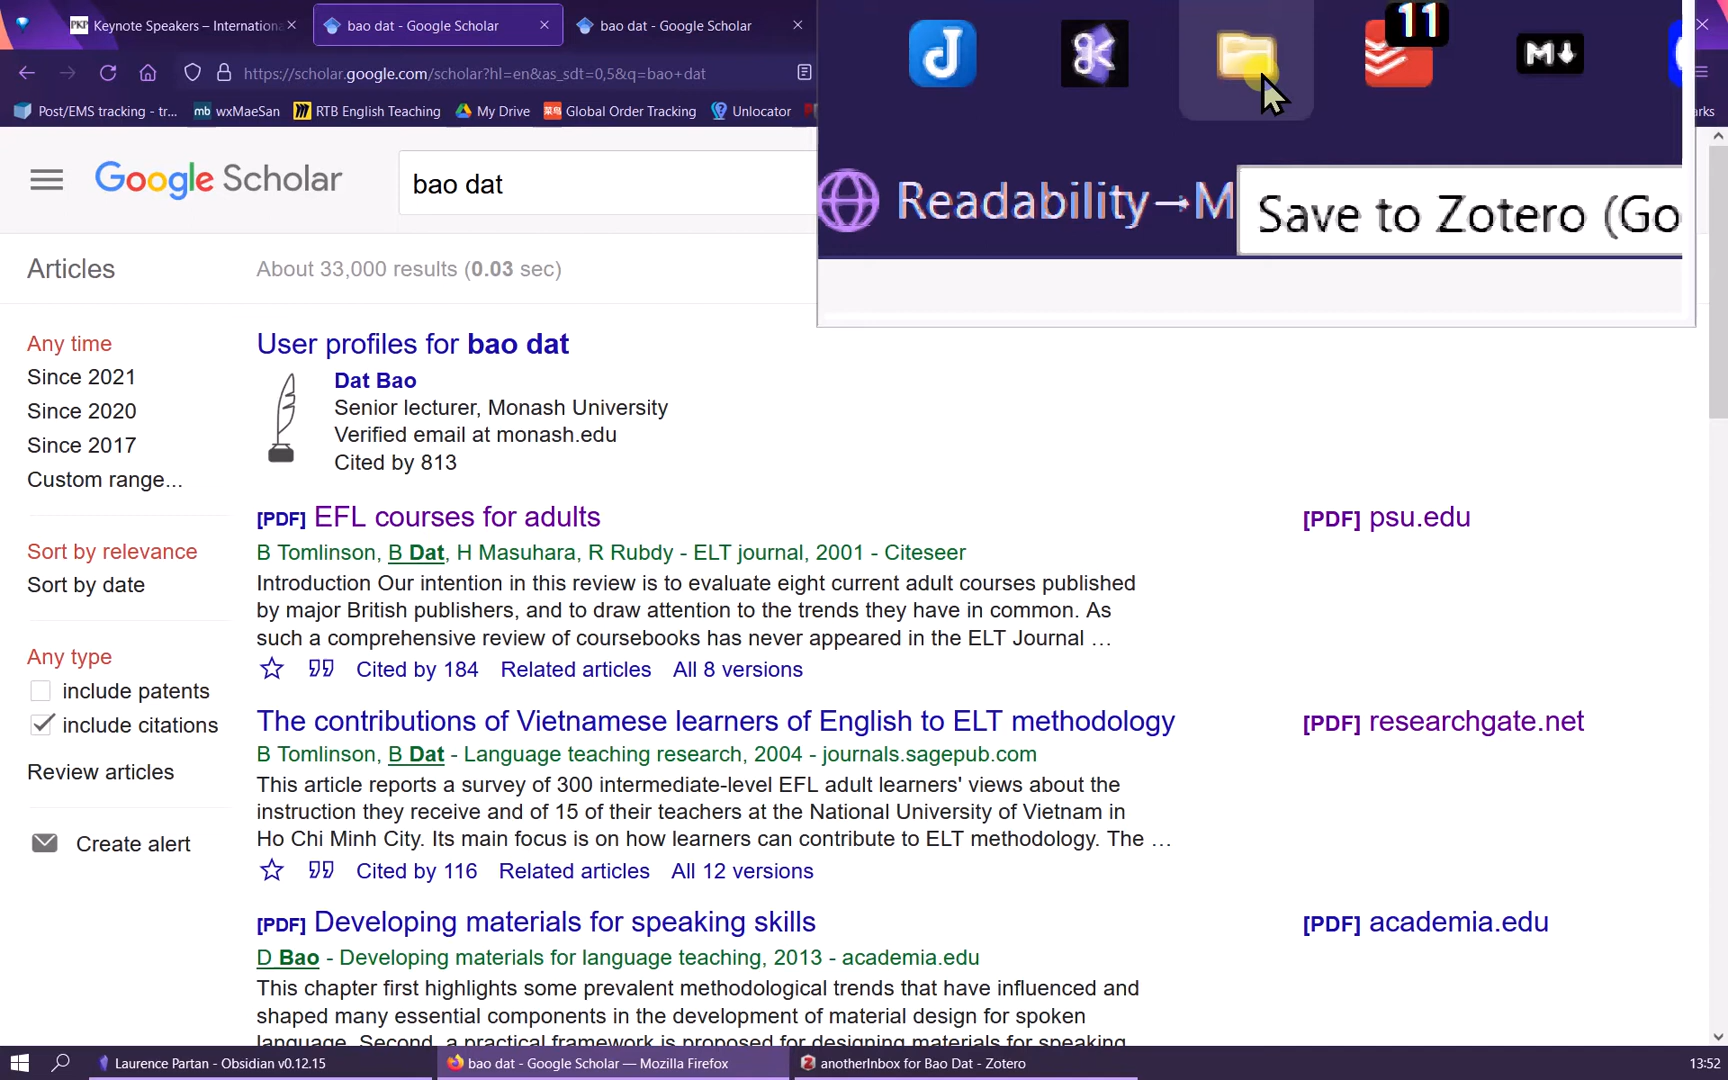 Keynote Speakers – Internationa
bao dat - Google Scholar
bao dat - Google Scholar
11
https://scholar.google.com/scholar?hl=en&as_sdt=0,5&q=bao+dat
Post/EMS tracking - tr...
wxMaeSan
RTB English Teaching
My Drive
Global Order Tracking
Unlocator
arks
Readability→M
Save to Zotero (Go
Google Scholar
bao dat
Articles
About 33,000 results (0.03 sec)
Any time
Since 2021
Since 2020
Since 2017
Custom range...
Sort by relevance
Sort by date
Any type
include patents
include citations
Review articles
Create alert
User profiles for bao dat
Dat Bao
Senior lecturer, Monash University
Verified email at monash.edu
Cited by 813
[PDF] EFL courses for adults
B Tomlinson, B Dat, H Masuhara, R Rubdy - ELT journal, 2001 - Citeseer
Introduction Our intention in this review is to evaluate eight current adult courses published
by major British publishers, and to draw attention to the trends they have in common. As
such a comprehensive review of coursebooks has never appeared in the ELT Journal …
Cited by 184 Related articles All 8 versions
[PDF] psu.edu
The contributions of Vietnamese learners of English to ELT methodology
B Tomlinson, B Dat - Language teaching research, 2004 - journals.sagepub.com
This article reports a survey of 300 intermediate-level EFL adult learners' views about the
instruction they receive and of 15 of their teachers at the National University of Vietnam in
Ho Chi Minh City. Its main focus is on how learners can contribute to ELT methodology. The …
Cited by 116 Related articles All 12 versions
[PDF] researchgate.net
[PDF] Developing materials for speaking skills
D Bao - Developing materials for language teaching, 2013 - academia.edu
This chapter first highlights some prevalent methodological trends that have influenced and
shaped many essential components in the development of material design for spoken
language. Second, a practical framework is proposed for designing materials for speaking
[PDF] academia.edu
Laurence Partan - Obsidian v0.12.15
bao dat - Google Scholar — Mozilla Firefox
anotherInbox for Bao Dat - Zotero
13:52